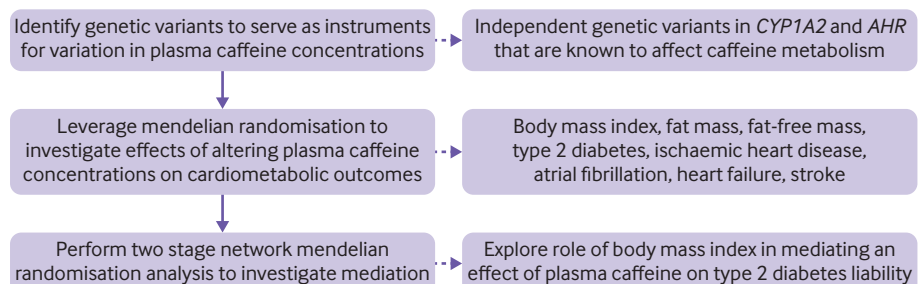 Identify genetic variants to serve as instruments
for variation in plasma caffeine concentrations
Independent genetic variants in CYP1A2 and AHR
that are known to affect caffeine metabolism
Leverage mendelian randomisation to
investigate effects of altering plasma caffeine
concentrations on cardiometabolic outcomes
Body mass index, fat mass, fat-free mass,
type 2 diabetes, ischaemic heart disease,
atrial fibrillation, heart failure, stroke
Perform two stage network mendelian
randomisation analysis to investigate mediation
Explore role of body mass index in mediating an
effect of plasma caffeine on type 2 diabetes liability